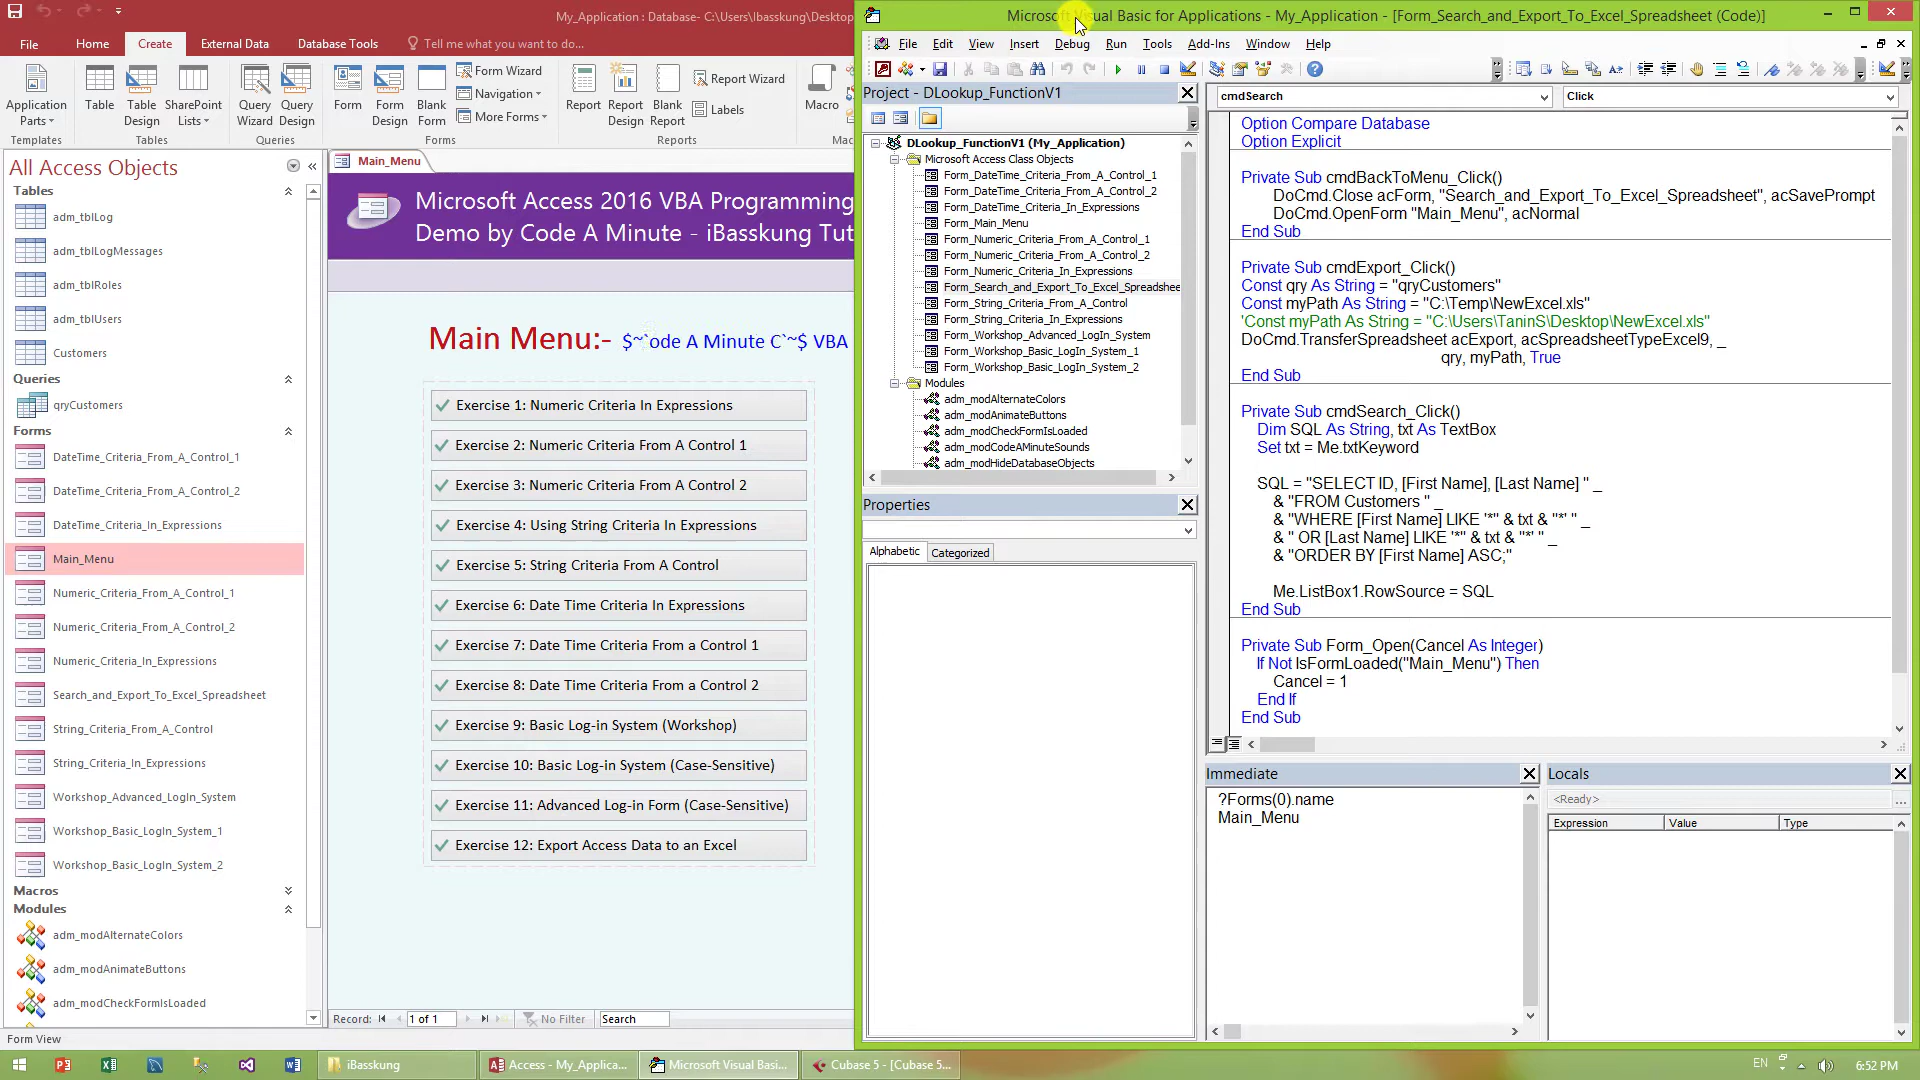 My_Application : Database- C:\Users\Ibasskung\Desktop
File
Home
Create
External Data
Database Tools
Tell me what you want to do...
Application Parts
Table
Table Design
SharePoint Lists
Query Wizard
Query Design
Form
Form Design
Blank Form
Form Wizard
Navigation
More Forms
Report
Report Design
Blank Report
Report Wizard
Labels
Macro
Templates
Tables
Queries
Forms
Reports
All Access Objects
Tables
adm_tblLog
adm_tblLogMessages
adm_tblRoles
adm_tblUsers
Customers
Queries
qryCustomers
Forms
DateTime_Criteria_From_A_Control_1
DateTime_Criteria_From_A_Control_2
DateTime_Criteria_In_Expressions
Main_Menu
Numeric_Criteria_From_A_Control_1
Numeric_Criteria_From_A_Control_2
Numeric_Criteria_In_Expressions
Search_and_Export_To_Excel_Spreadsheet
String_Criteria_From_A_Control
String_Criteria_In_Expressions
Workshop_Advanced_LogIn_System
Workshop_Basic_LogIn_System_1
Workshop_Basic_LogIn_System_2
Macros
Modules
adm_modAlternateColors
adm_modAnimateButtons
adm_modCheckFormIsLoaded
Form View
Main_Menu
Microsoft Access 2016 VBA Programming
Demo by Code A Minute - iBasskung Tut
Main Menu:- $~`ode A Minute C`~$ VBA
Exercise 1: Numeric Criteria In Expressions
Exercise 2: Numeric Criteria From A Control 1
Exercise 3: Numeric Criteria From A Control 2
Exercise 4: Using String Criteria In Expressions
Exercise 5: String Criteria From A Control
Exercise 6: Date Time Criteria In Expressions
Exercise 7: Date Time Criteria From a Control 1
Exercise 8: Date Time Criteria From a Control 2
Exercise 9: Basic Log-in System (Workshop)
Exercise 10: Basic Log-in System (Case-Sensitive)
Exercise 11: Advanced Log-in Form (Case-Sensitive)
Exercise 12: Export Access Data to an Excel
Record: 1 of 1 No Filter Search
Microsoft Visual Basic for Applications - My_Application - [Form_Search_and_Export_To_Excel_Spreadsheet (Code)]
File Edit View Insert Debug Run Tools Add-Ins Window Help
Project - DLookup_FunctionV1
DLookup_FunctionV1 (My_Application)
Microsoft Access Class Objects
Form_DateTime_Criteria_From_A_Control_1
Form_DateTime_Criteria_From_A_Control_2
Form_DateTime_Criteria_In_Expressions
Form_Main_Menu
Form_Numeric_Criteria_From_A_Control_1
Form_Numeric_Criteria_From_A_Control_2
Form_Numeric_Criteria_In_Expressions
Form_Search_and_Export_To_Excel_Spreadshee
Form_String_Criteria_From_A_Control
Form_String_Criteria_In_Expressions
Form_Workshop_Advanced_LogIn_System
Form_Workshop_Basic_LogIn_System_1
Form_Workshop_Basic_LogIn_System_2
Modules
adm_modAlternateColors
adm_modAnimateButtons
adm_modCheckFormIsLoaded
adm_modCodeAMinuteSounds
adm_modHideDatabaseObjects
Properties
Alphabetic
Categorized
cmdSearch
Click
Option Compare Database
Option Explicit
Private Sub cmdBackToMenu_Click()
DoCmd.Close acForm, "Search_and_Export_To_Excel_Spreadsheet", acSavePrompt
DoCmd.OpenForm "Main_Menu", acNormal
End Sub
Private Sub cmdExport_Click()
Const qry As String = "qryCustomers"
Const myPath As String = "C:\Temp\NewExcel.xls"
'Const myPath As String = "C:\Users\TaninS\Desktop\NewExcel.xls"
DoCmd.TransferSpreadsheet acExport, acSpreadsheetTypeExcel9, _
qry, myPath, True
End Sub
Private Sub cmdSearch_Click()
Dim SQL As String, txt As TextBox
Set txt = Me.txtKeyword
SQL = "SELECT ID, [First Name], [Last Name] " _
& "FROM Customers " _
& "WHERE [First Name] LIKE '*" & txt & "*' " _
& " OR [Last Name] LIKE '*" & txt & "*' " _
& "ORDER BY [First Name] ASC;"
Me.ListBox1.RowSource = SQL
End Sub
Private Sub Form_Open(Cancel As Integer)
If Not IsFormLoaded("Main_Menu") Then
Cancel = 1
End If
End Sub
Immediate
?Forms(0).name
Main_Menu
Locals
<Ready>
Expression Value Type
iBasskung
Access - My_Applica...
Microsoft Visual Basi...
Cubase 5 - [Cubase 5...
EN
6:52 PM